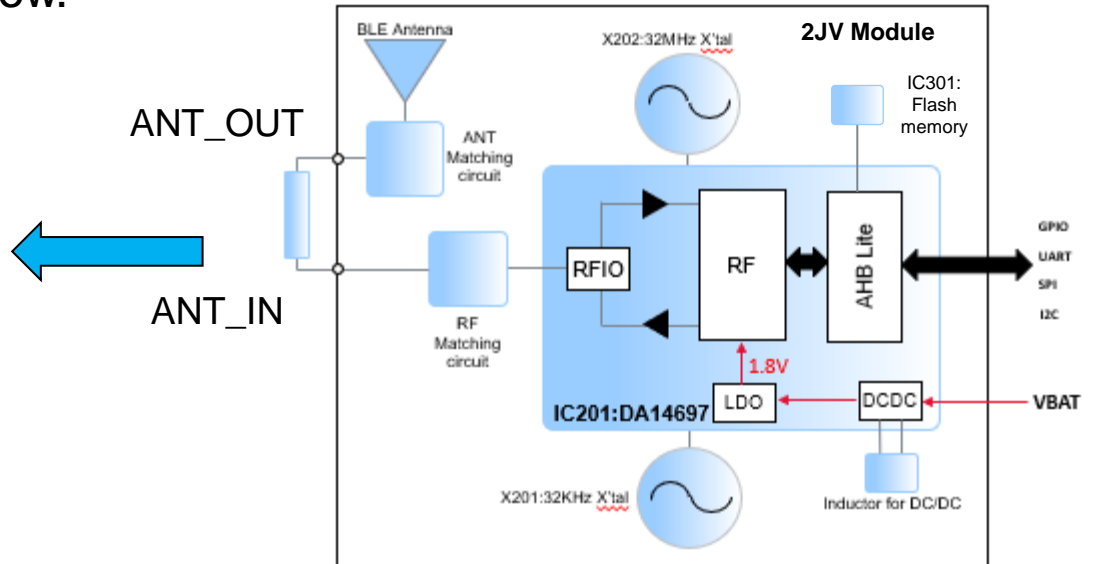 ow.
BLE Antenna
X202:32MHz X'tal
2JV Module
IC301:
Flash
memory
ANT_OUT
ANT
Matching
circuit
GPIO
UART
SPI
I2C
RFIO
RF
AHB Lite
ANT_IN
RF
Matching
circuit
1.8V
LDO
DCDC
VBAT
IC201:DA14697
X201:32KHz X'tal
Inductor for DC/DC